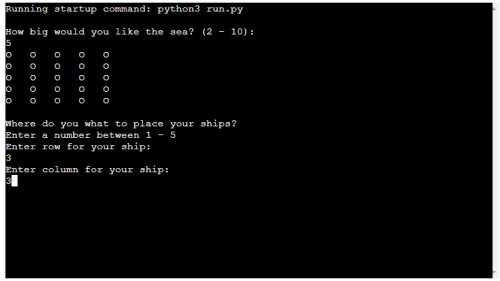 Running startup command: python3 run.py
How big would you like the sea? (2 - 10):
5
O O O O O
O O O O O
O O O O O
O O O O O
O O O O O
Where do you what to place your ships?
Enter a number between 1 - 5
Enter row for your ship:
3
Enter column for your ship:
3